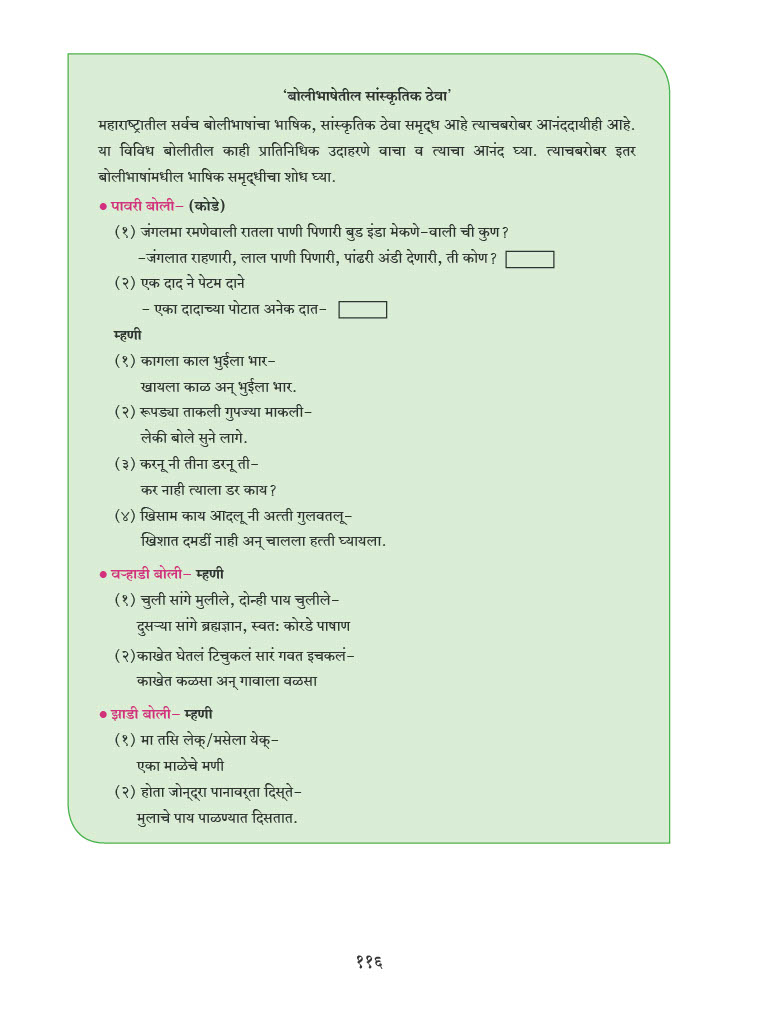 ‘बोलीभाषेतील सांस्कृतिक ठेवा’
महाराष्ट्रातील सर्वच बोलीभाषांचा भाषिक, सांस्कृतिक ठेवा समृद्ध आहे त्याचबरोबर आनंददायीही आहे.
या विविध बोलीतील काही प्रातिनिधिक उदाहरणे वाचा व त्याचा आनंद घ्या. त्याचबरोबर इतर
बोलीभाषांमधील भाषिक समृद्धीचा शोध घ्या.
● पावरी बोली– (कोडे)
(१) जंगलमा रमणेवाली रातला पाणी पिणारी बुड इंडा मेकणे-वाली ची कुण?
-जंगलात राहणारी, लाल पाणी पिणारी, पांढरी अंडी देणारी, ती कोण?
(२) एक दाद ने पेटम दाने
- एका दादाच्या पोटात अनेक दात–
म्हणी
(१) कागला काल भुईला भार–
खायला काळ अन् भुईला भार.
(२) रूपड्या ताकली गुपज्या माकली–
लेकी बोले सुने लागे.
(३) करनू नी तीना डरनू ती–
कर नाही त्याला डर काय?
(४) खिसाम काय आदलू नी अत्ती गुलवतलू–
खिशात दमडीं नाही अन् चालला हत्ती घ्यायला.
● वऱ्हाडी बोली– म्हणी
(१) चुली सांगे मुलीले, दोन्ही पाय चुलीले–
दुसऱ्या सांगे ब्रह्मज्ञान, स्वत: कोरडे पाषाण
(२)काखेत घेतलं टिचुकलं सारं गवत इचकलं–
काखेत कळसा अन् गावाला वळसा
● झाडी बोली– म्हणी
(१) मा तसि लेक्/मसेला येक्–
एका माळेचे मणी
(२) होता जोन्द्‍रा पानावर्‍ता दिस्‍ते–
मुलाचे पाय पाळण्यात दिसतात.
११६